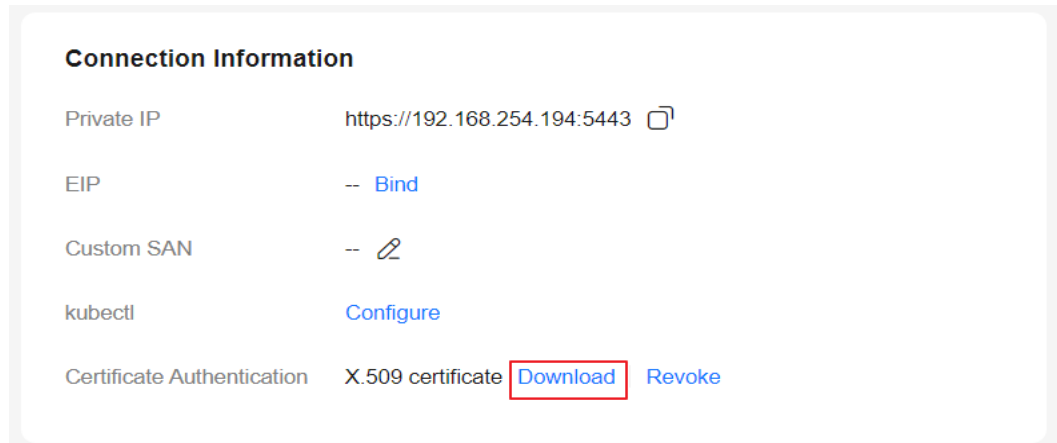 Connection Information
Private IP https://192.168.254.194:5443
EIP -- Bind
Custom SAN --
kubectl Configure
Certificate Authentication X.509 certificate Download Revoke